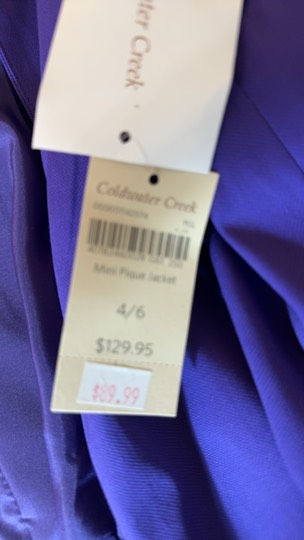 ter Creek
Coldwater Creek
Mini Pique Jacket
4/6
$129.95
$89.99